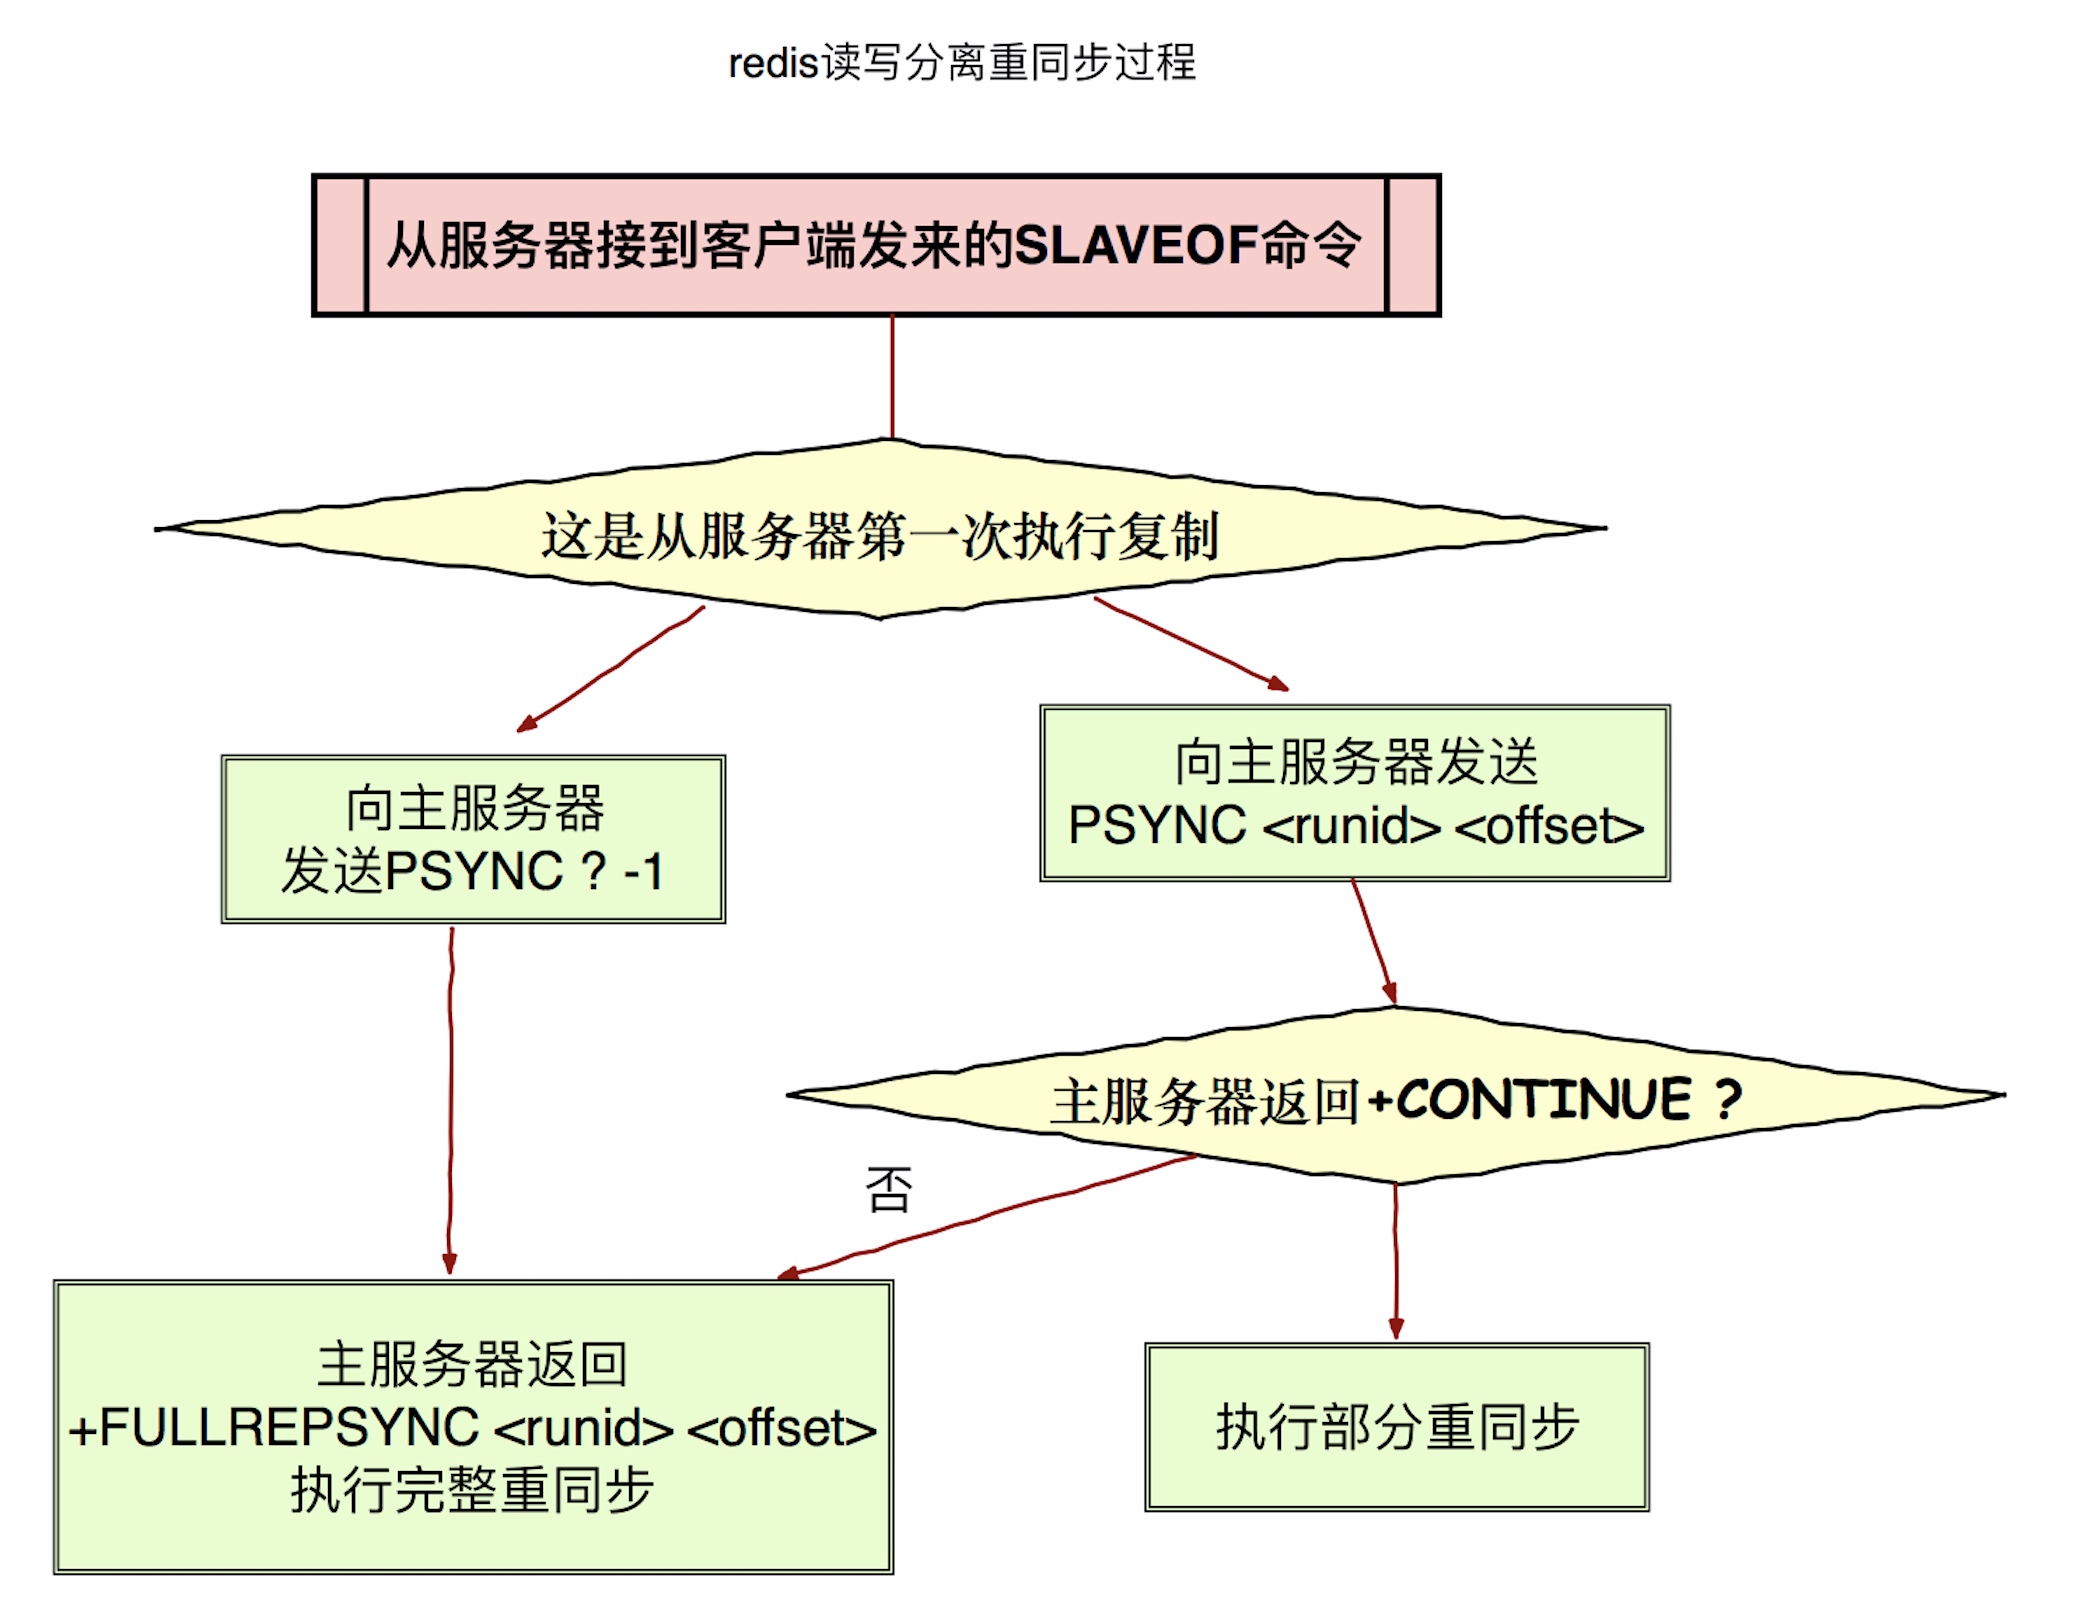 redis读写分离重同步过程
从服务器接到客户端发来的SLAVEOF命令
这是从服务器第一次执行复制
向主服务器
发送PSYNC ? -1
向主服务器发送
PSYNC <runid> <offset>
主服务器返回+CONTINUE ?
否
主服务器返回
+FULLREPSYNC <runid> <offset>
执行完整重同步
执行部分重同步